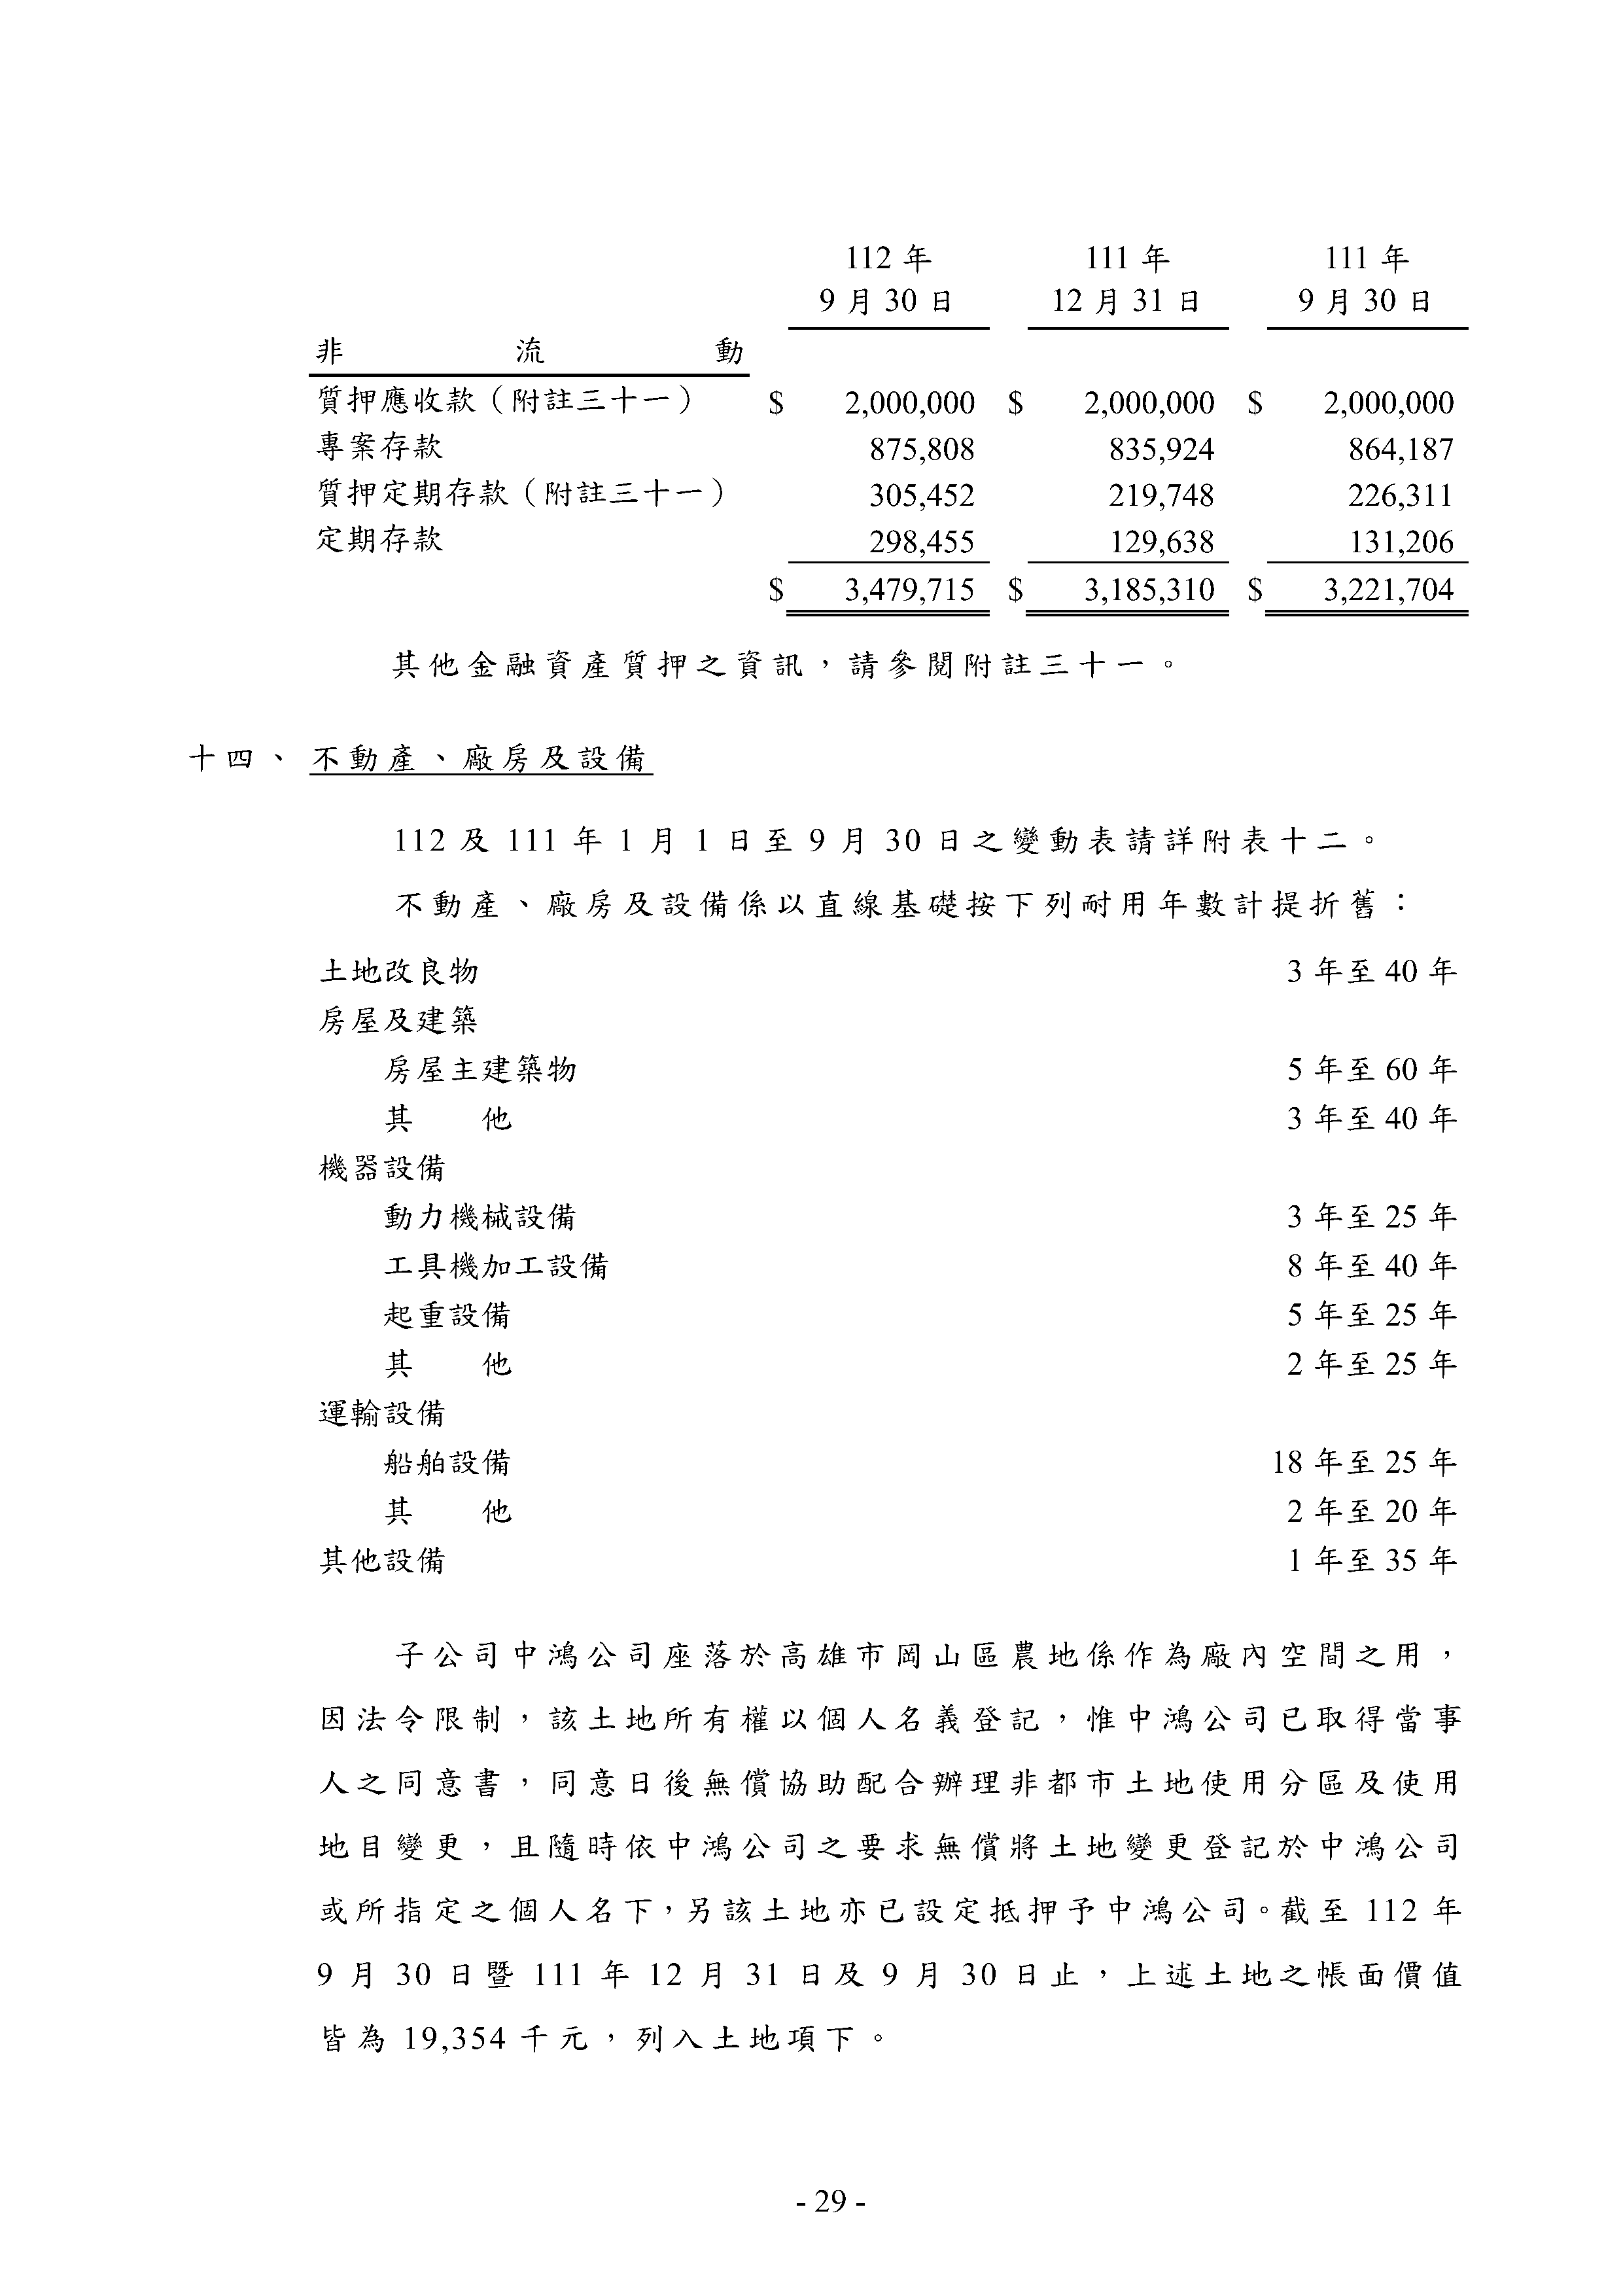 112 年 111 年 111 年
9 月 30 日 12 月 31 日 9 月 30 日
非流動
質押應收款（附註三十一） $ 2,000,000 $ 2,000,000 $ 2,000,000
專案存款 875,808 835,924 864,187
質押定期存款（附註三十一） 305,452 219,748 226,311
定期存款 298,455 129,638 131,206
$ 3,479,715 $ 3,185,310 $ 3,221,704
其他金融資產質押之資訊，請參閱附註三十一。
十四、不動產、廠房及設備
112 及 111 年 1 月 1 日至 9 月 30 日之變動表請詳附表十二。
不動產、廠房及設備係以直線基礎按下列耐用年數計提折舊：
土地改良物 3 年至 40 年
房屋及建築
房屋主建築物 5 年至 60 年
其他 3 年至 40 年
機器設備
動力機械設備 3 年至 25 年
工具機加工設備 8 年至 40 年
起重設備 5 年至 25 年
其他 2 年至 25 年
運輸設備
船舶設備 18 年至 25 年
其他 2 年至 20 年
其他設備 1 年至 35 年
子公司中鴻公司座落於高雄市岡山區農地係作為廠內空間之用，
因法令限制，該土地所有權以個人名義登記，惟中鴻公司已取得當事
人之同意書，同意日後無償協助配合辦理非都市土地使用分區及使用
地目變更，且隨時依中鴻公司之要求無償將土地變更登記於中鴻公司
或所指定之個人名下，另該土地亦已設定抵押予中鴻公司。截至 112 年
9 月 30 日暨 111 年 12 月 31 日及 9 月 30 日止，上述土地之帳面價值
皆為 19,354 千元，列入土地項下。
- 29 -